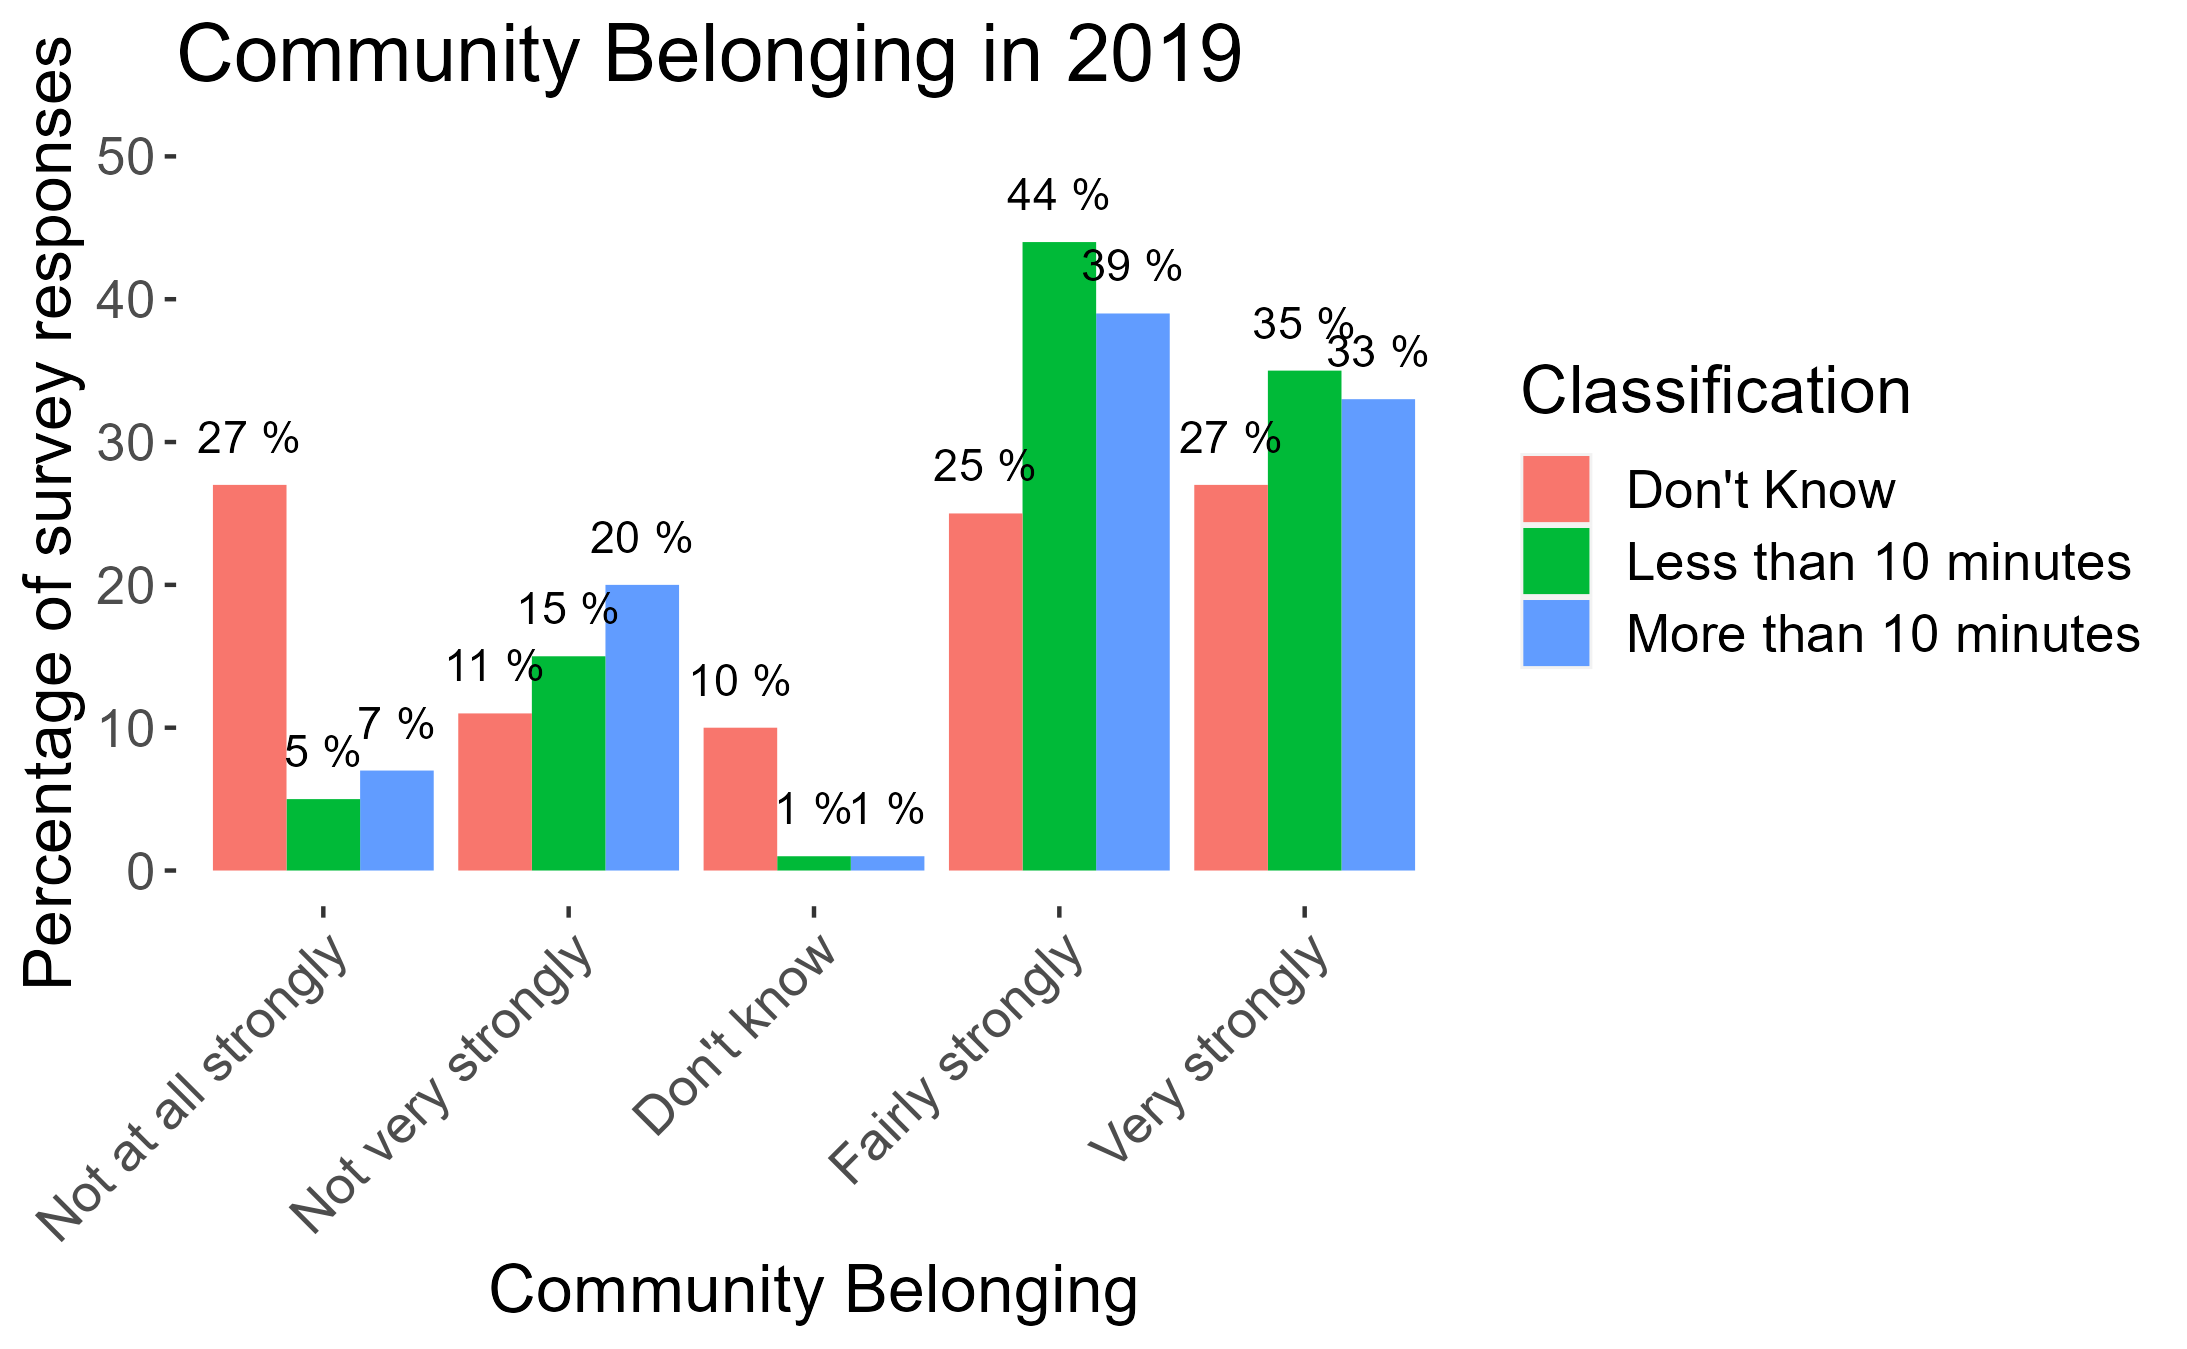 Community Belonging in 2019
Percentage of survey responses
50
40
30
20
10
0
27 %
5 %
7 %
11 %
15 %
20 %
10 %
1 %
1 %
25 %
44 %
39 %
27 %
35 %
33 %
Not at all strongly
Not very strongly
Don't know
Fairly strongly
Very strongly
Community Belonging
Classification
Don't Know
Less than 10 minutes
More than 10 minutes